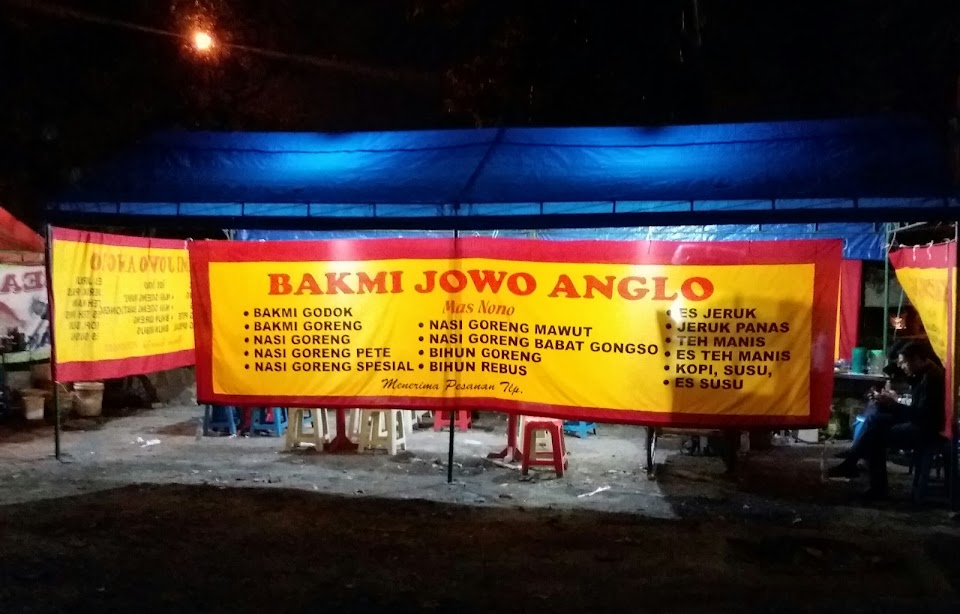 BAKMI JOWO ANGLO
Mas Nono
• BAKMI GODOK
• BAKMI GORENG
• NASI GORENG
• NASI GORENG PETE
• NASI GORENG SPESIAL
• NASI GORENG MAWUT
• NASI GORENG BABAT GONGSO
• BIHUN GORENG
• BIHUN REBUS
• ES JERUK
• JERUK PANAS
• TEH MANIS
• ES TEH MANIS
• KOPI, SUSU,
• ES SUSU
Menerima Pesanan Tlp.